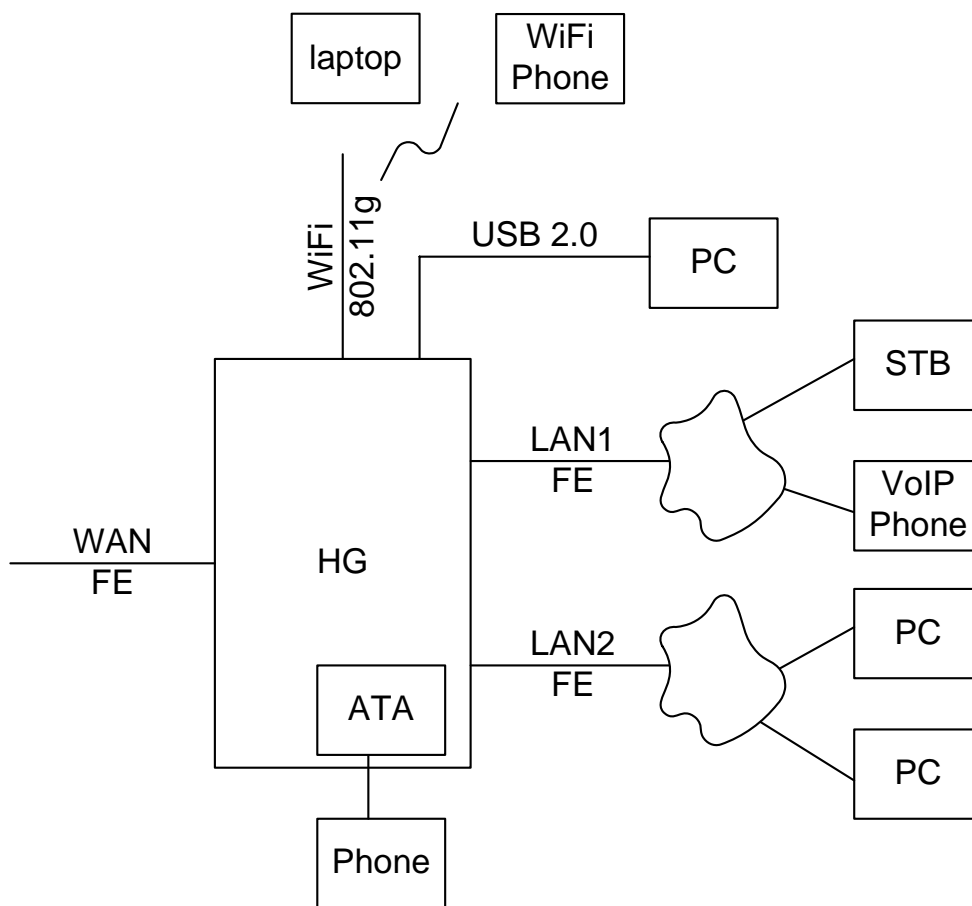 laptop
WiFi
Phone
WiFi
802.11g
USB 2.0
PC
STB
LAN1
FE
VoIP
Phone
WAN
FE
HG
LAN2
FE
PC
ATA
PC
Phone